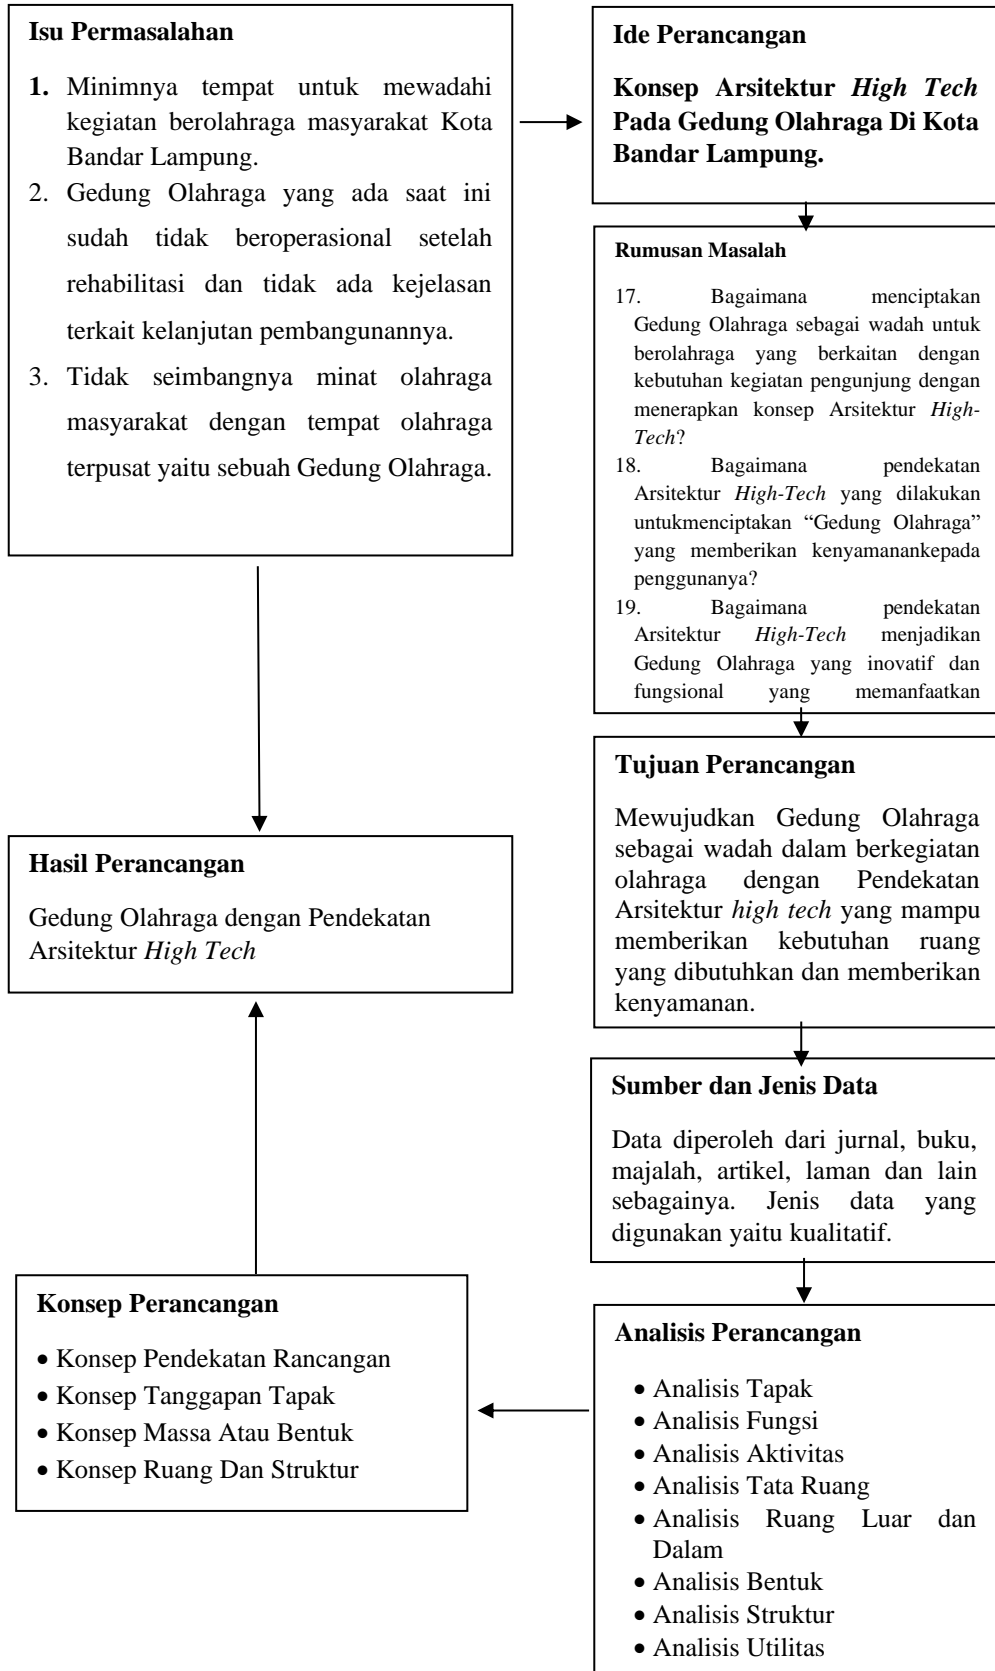 Isu Permasalahan
1. Minimnya tempat untuk mewadahi
kegiatan berolahraga masyarakat Kota
Bandar Lampung.
2. Gedung Olahraga yang ada saat ini
sudah tidak beroperasional setelah
rehabilitasi dan tidak ada kejelasan
terkait kelanjutan pembangunannya.
3. Tidak seimbangnya minat olahraga
masyarakat dengan tempat olahraga
terpusat yaitu sebuah Gedung Olahraga.
Ide Perancangan
Konsep Arsitektur High Tech
Pada Gedung Olahraga Di Kota
Bandar Lampung.
Rumusan Masalah
17. Bagaimana menciptakan
Gedung Olahraga sebagai wadah untuk
berolahraga yang berkaitan dengan
kebutuhan kegiatan pengunjung dengan
menerapkan konsep Arsitektur High-
Tech?
18. Bagaimana pendekatan
Arsitektur High-Tech yang dilakukan
untukmenciptakan “Gedung Olahraga”
yang memberikan kenyamanankepada
penggunanya?
19. Bagaimana pendekatan
Arsitektur High-Tech menjadikan
Gedung Olahraga yang inovatif dan
fungsional yang memanfaatkan
Tujuan Perancangan
Mewujudkan Gedung Olahraga
sebagai wadah dalam berkegiatan
olahraga dengan Pendekatan
Arsitektur high tech yang mampu
memberikan kebutuhan ruang
yang dibutuhkan dan memberikan
kenyamanan.
Hasil Perancangan
Gedung Olahraga dengan Pendekatan
Arsitektur High Tech
Sumber dan Jenis Data
Data diperoleh dari jurnal, buku,
majalah, artikel, laman dan lain
sebagainya. Jenis data yang
digunakan yaitu kualitatif.
Konsep Perancangan
• Konsep Pendekatan Rancangan
• Konsep Tanggapan Tapak
• Konsep Massa Atau Bentuk
• Konsep Ruang Dan Struktur
Analisis Perancangan
• Analisis Tapak
• Analisis Fungsi
• Analisis Aktivitas
• Analisis Tata Ruang
• Analisis Ruang Luar dan
Dalam
• Analisis Bentuk
• Analisis Struktur
• Analisis Utilitas